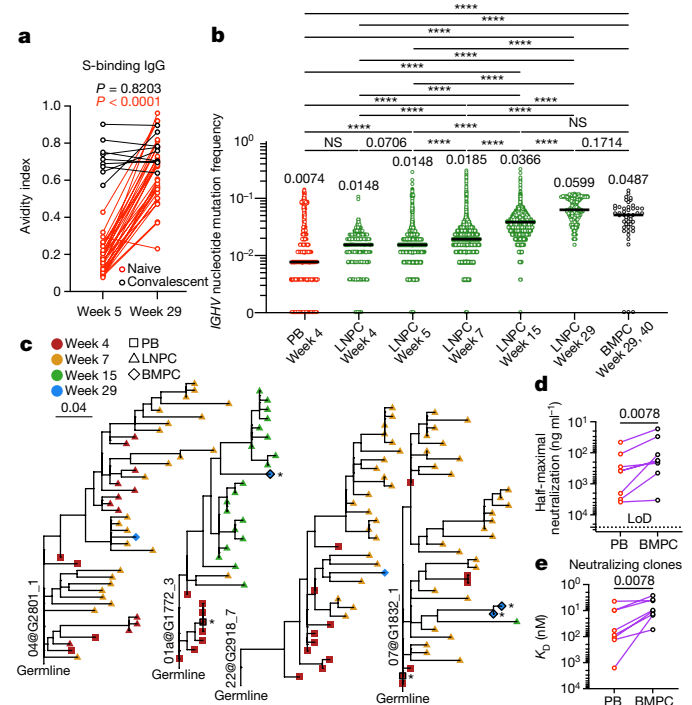 a
S-binding IgG
P = 0.8203
P < 0.0001
Avidity index
1.0
0.8
0.6
0.4
0.2
0
Naive
Convalescent
Week 5
Week 29
b
****
****
****
****
****
****
****
****
****
****
****
****
****
NS
NS
0.0706
****
****
****
0.1714
IGHV nucleotide mutation frequency
10⁰
10⁻¹
10⁻²
0
0.0074
0.0148
0.0148
0.0185
0.0366
0.0599
0.0487
PB
Week 4
LNPC
Week 4
LNPC
Week 5
LNPC
Week 7
LNPC
Week 15
LNPC
Week 29
BMPC
Week 29, 40
c
Week 4
Week 7
Week 15
Week 29
PB
LNPC
BMPC
0.04
04@G2801_1
Germline
01a@G1772_3
*
*
22@G2918_7
Germline
07@G1832_1
*
*
*
Germline
d
0.0078
Half-maximal
neutralization (ng ml⁻¹)
10¹
10²
10³
10⁴
LoD
PB
BMPC
e
Neutralizing clones
0.0078
K_D (nM)
10⁰
10¹
10²
10³
10⁴
PB
BMPC